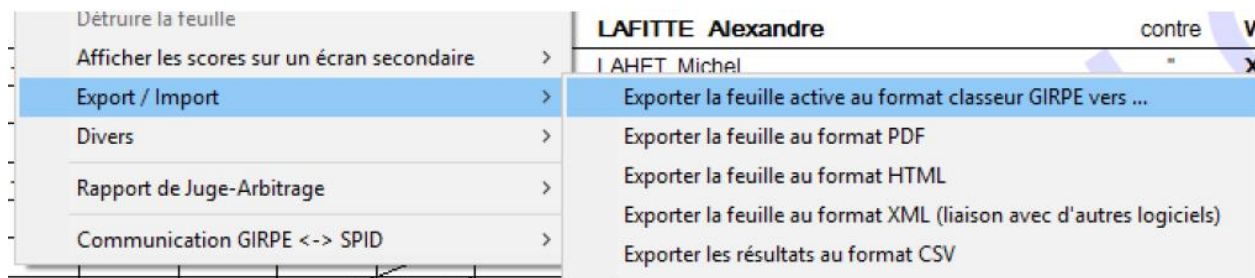 Détruire la feuille
Afficher les scores sur un écran secondaire
Export / Import
Divers
Rapport de Juge-Arbitrage
Communication GIRPE <-> SPID
LAFITTE Alexandre contre
LAHET Michel "
Exporter la feuille active au format classeur GIRPE vers ...
Exporter la feuille au format PDF
Exporter la feuille au format HTML
Exporter la feuille au format XML (liaison avec d'autres logiciels)
Exporter les résultats au format CSV